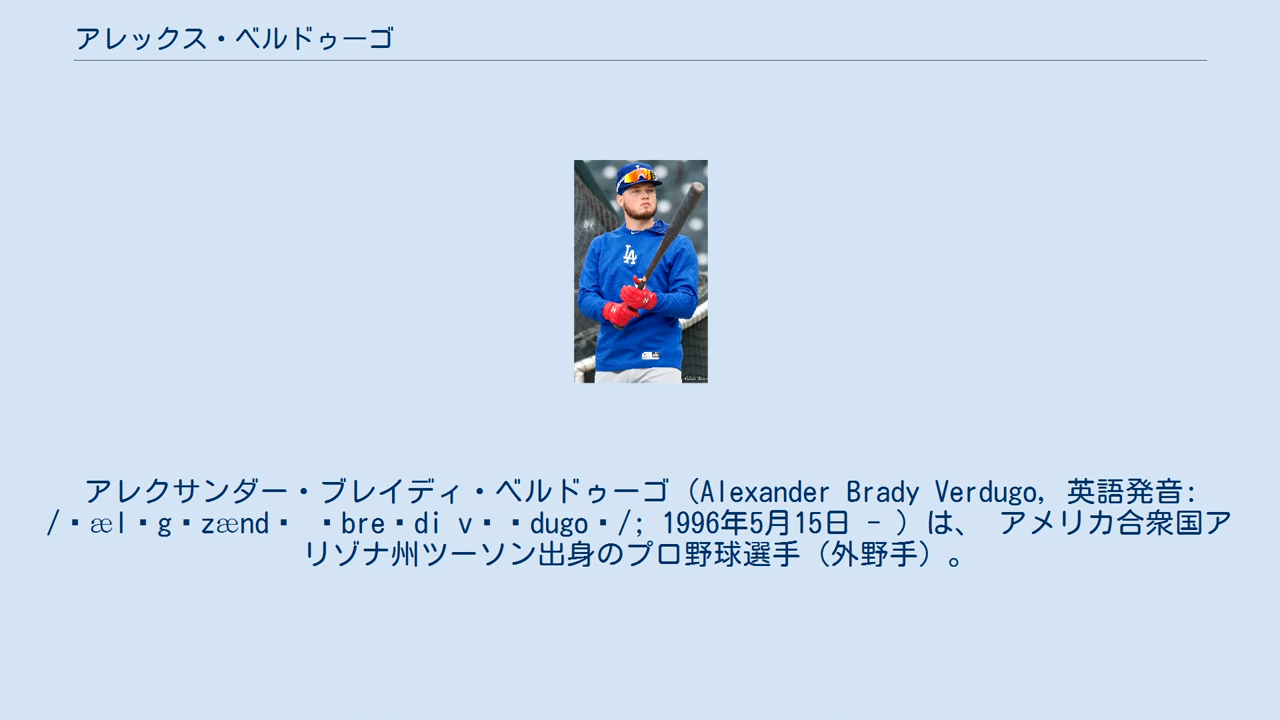 アレックス・ベルドゥーゴ
LA
アレクサンダー・ブレイディ・ベルドゥーゴ（Alexander Brady Verdugo, 英語発音:
/・æl・g・zænd・ ・bre・di v・・dugo・/; 1996年5月15日 - ）は、 アメリカ合衆国ア
リゾナ州ツーソン出身のプロ野球選手（外野手）。